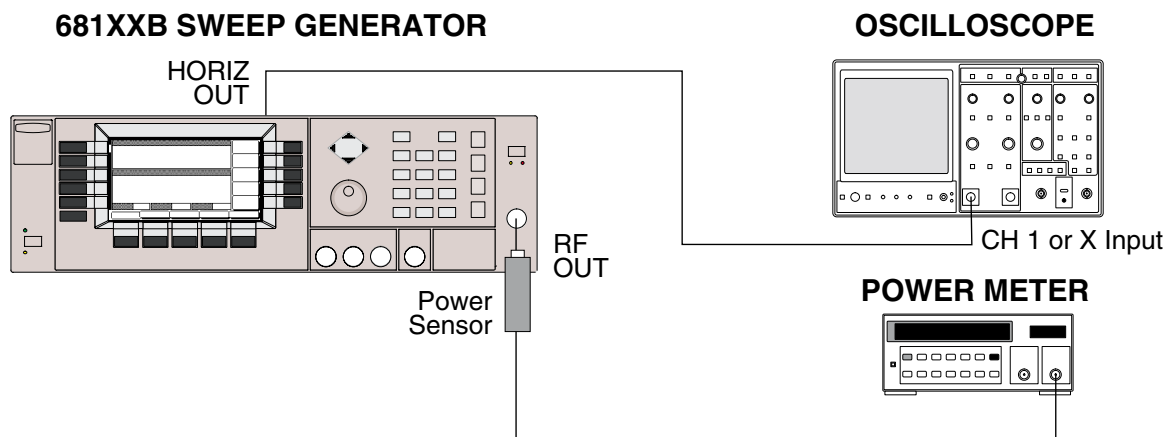 681XXB SWEEP GENERATOR
OSCILLOSCOPE
HORIZ
OUT
CH 1 or X Input
RF
OUT
Power
Sensor
POWER METER